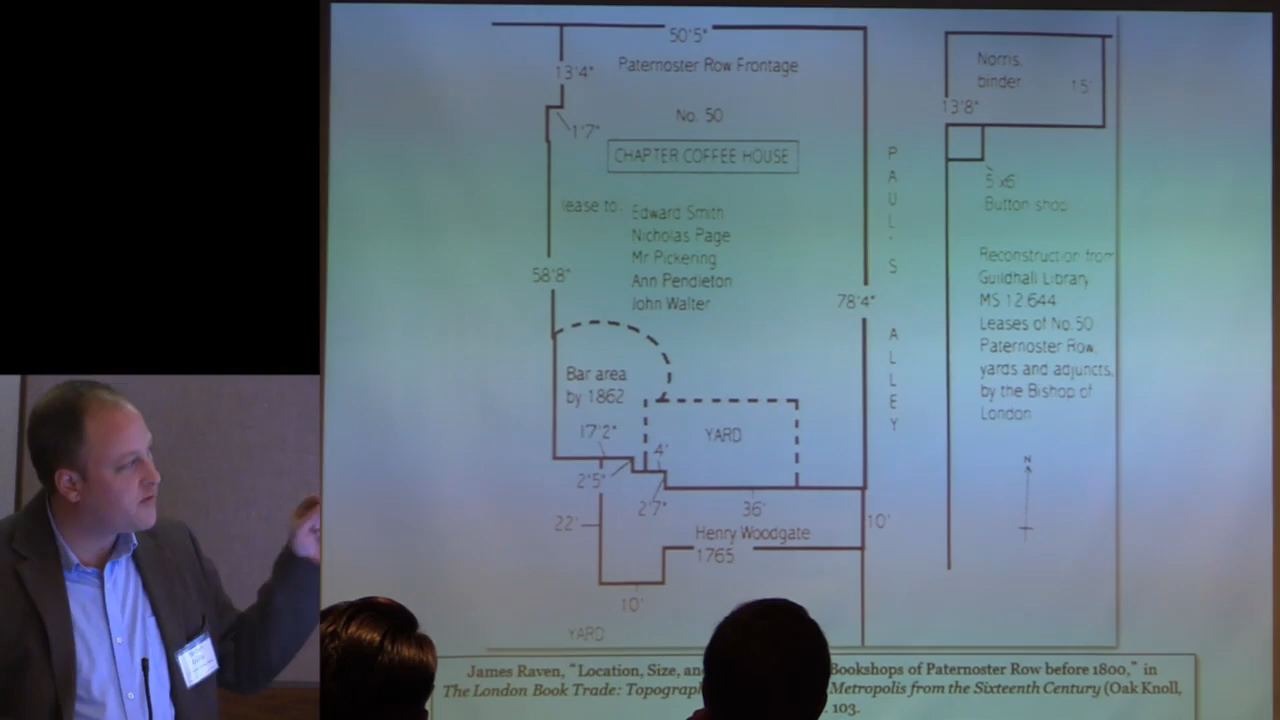 50'5"
Paternoster Row Frontage
13'4"
1'7"
No. 50
CHAPTER COFFEE HOUSE
lease to:
Edward Smith
Nicholas Page
Mr Pickering
Ann Pendleton
John Walter
58'8"
78'4"
Bar area
by 1862
YARD
17'2"
4'
2'5"
2'7"
36'
22'
Henry Woodgate
1765
10'
10'
YARD
PAUL'S
ALLEY
Norris,
binder
15'
13'8"
5'x6'
Button shop
Reconstruction from
Guildhall Library
MS 12 644
Leases of No. 50
Paternoster Row,
yards and adjuncts,
by the Bishop of
London
N
James Raven, "Location, Size, an Bookshops of Paternoster Row before 1800," in
The London Book Trade: Topograp Metropolis from the Sixteenth Century (Oak Knoll,
103.